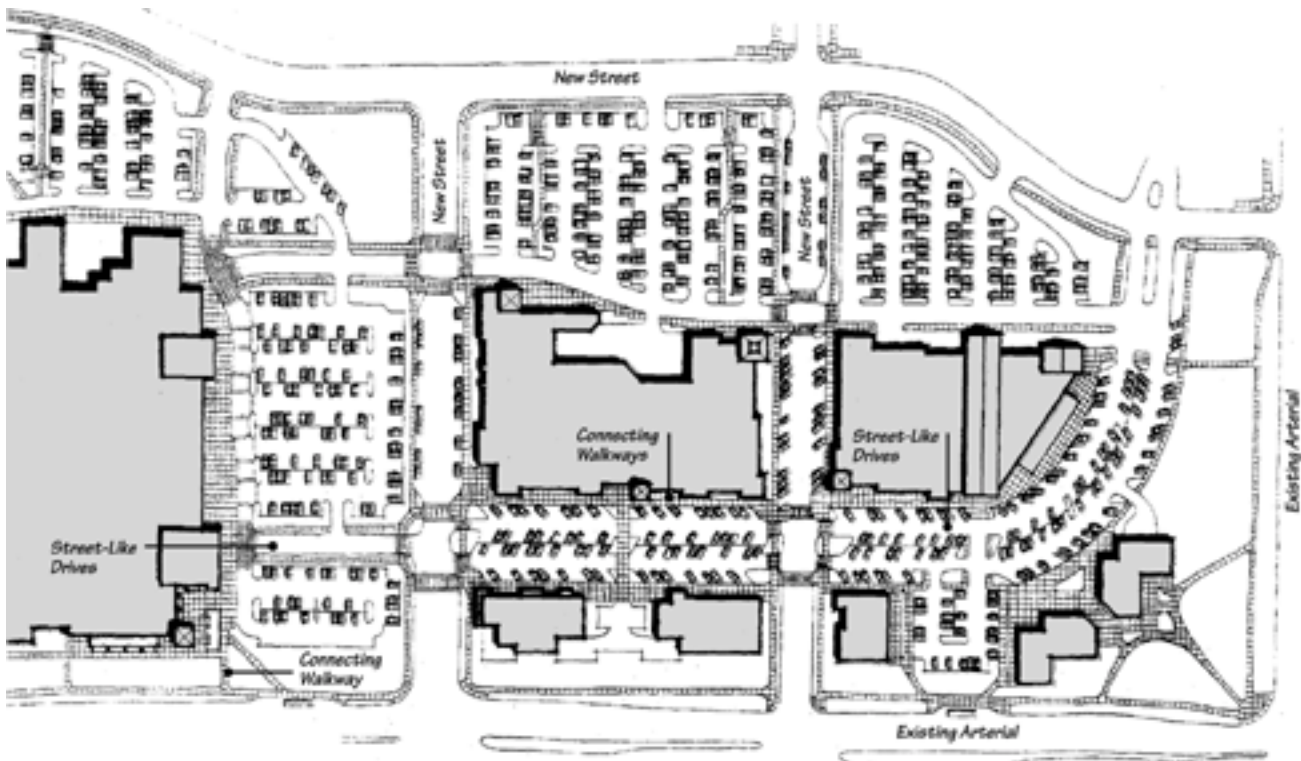 New Street
New Street
New Street
Existing Arterial
Connecting
Walkways
Street-Like
Drives
Street-Like
Drives
Connecting
Walkway
Existing Arterial